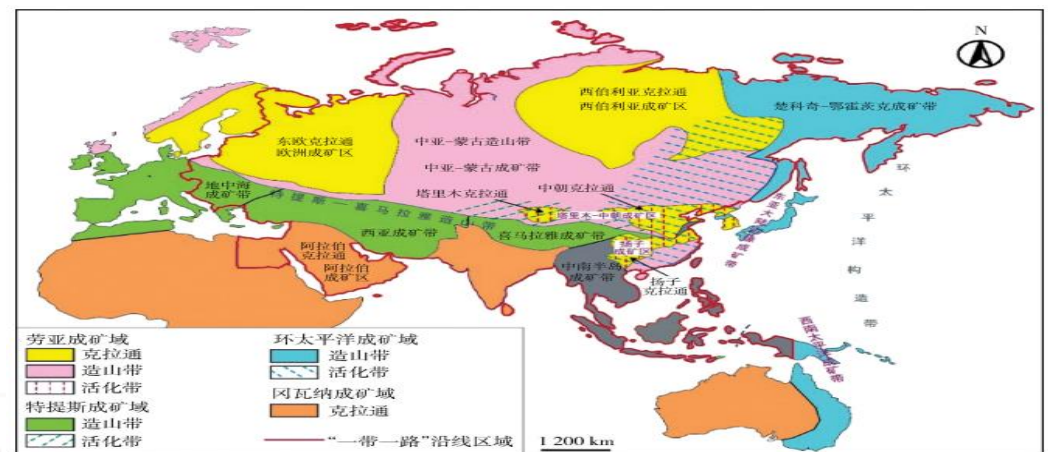 N
西伯利亚克拉通
西伯利亚成矿区
楚科奇-鄂霍茨克成矿带
东欧克拉通
欧洲成矿区
中亚-蒙古造山带
中亚-蒙古成矿带
环太平洋构造带
地中海
成矿带
塔里木克拉通
中朝克拉通
特提斯-喜马拉雅造山带
塔里木-中朝成矿区
西亚成矿带
喜马拉雅成矿带
扬子
成矿区
阿拉伯
克拉通
阿拉伯
成矿区
中南半岛
成矿带
扬子
克拉通
劳亚成矿域
克拉通
造山带
活化带
特提斯成矿域
造山带
活化带
环太平洋成矿域
造山带
活化带
冈瓦纳成矿域
克拉通
“一带一路”沿线区域
1 200 km